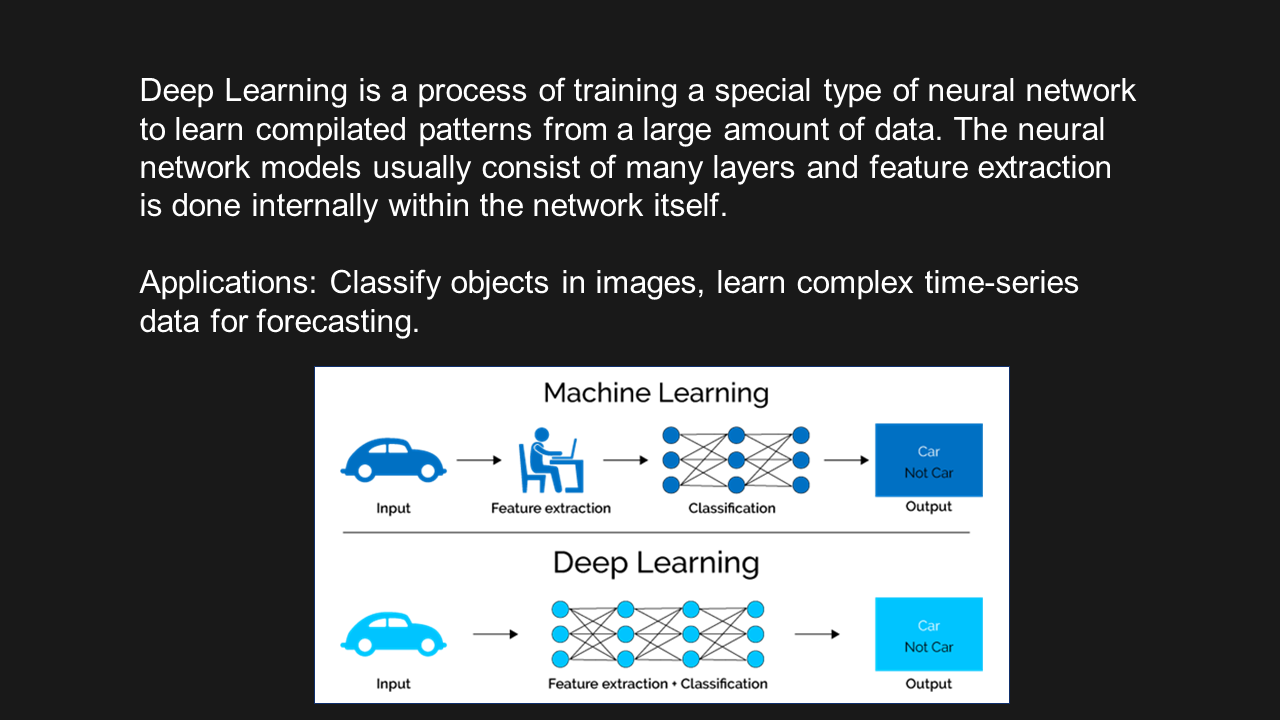 Deep Learning is a process of training a special type of neural network
to learn compilated patterns from a large amount of data. The neural
network models usually consist of many layers and feature extraction
is done internally within the network itself.
Applications: Classify objects in images, learn complex time-series
data for forecasting.
Machine Learning
Car
Not Car
Input
Feature extraction
Classification
Output
Deep Learning
Car
Not Car
Input
Feature extraction + Classification
Output